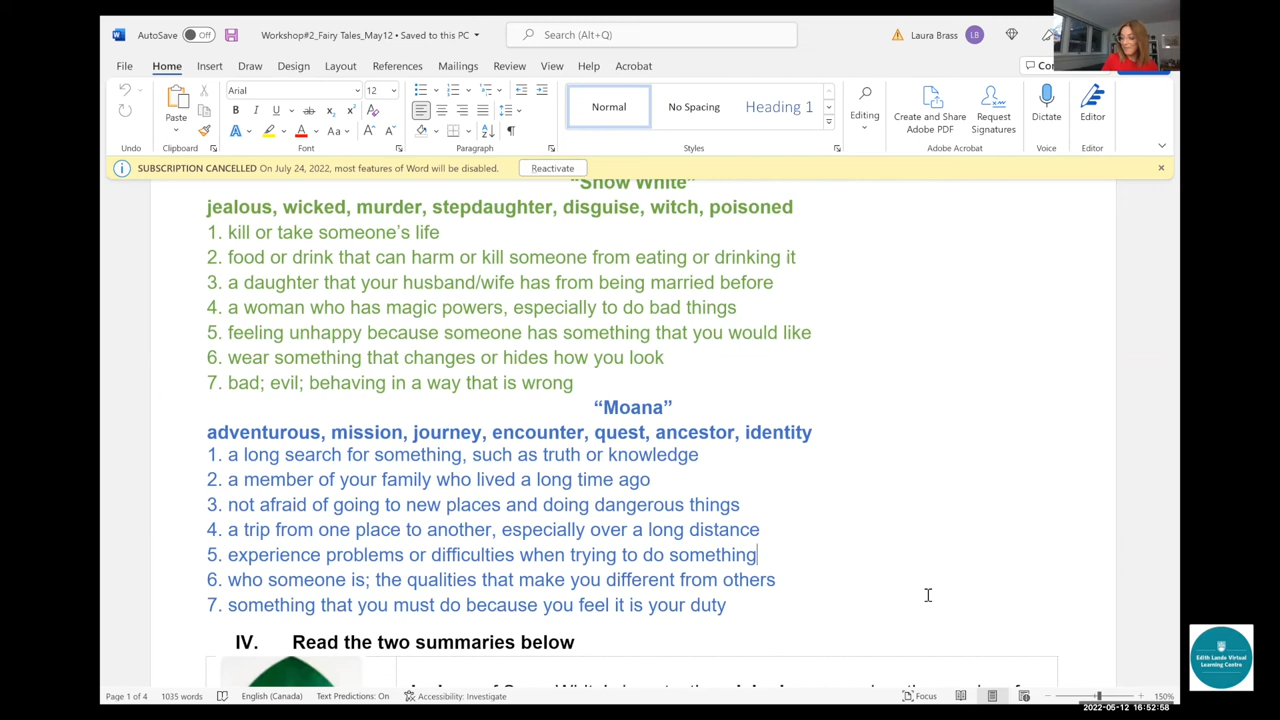 AutoSave Off Workshop#2_Fairy Tales_May12 • Saved to this PC Search (Alt+Q) Laura Brass LB
File Home Insert Draw Design Layout References Mailings Review View Help Acrobat
Arial 12
Paste
Normal No Spacing Heading 1
Editing
Create and Share Adobe PDF
Request Signatures
Dictate
Editor
Undo Clipboard Font Paragraph Styles Adobe Acrobat Voice Editor
SUBSCRIPTION CANCELLED On July 24, 2022, most features of Word will be disabled. Reactivate
“Snow White”
jealous, wicked, murder, stepdaughter, disguise, witch, poisoned
1. kill or take someone’s life
2. food or drink that can harm or kill someone from eating or drinking it
3. a daughter that your husband/wife has from being married before
4. a woman who has magic powers, especially to do bad things
5. feeling unhappy because someone has something that you would like
6. wear something that changes or hides how you look
7. bad; evil; behaving in a way that is wrong
“Moana”
adventurous, mission, journey, encounter, quest, ancestor, identity
1. a long search for something, such as truth or knowledge
2. a member of your family who lived a long time ago
3. not afraid of going to new places and doing dangerous things
4. a trip from one place to another, especially over a long distance
5. experience problems or difficulties when trying to do something
6. who someone is; the qualities that make you different from others
7. something that you must do because you feel it is your duty
IV. Read the two summaries below
Edith Lando Virtual
Learning Centre
Page 1 of 4 1035 words English (Canada) Text Predictions: On Accessibility: Investigate Focus 150%
2022-05-12 16:52:58